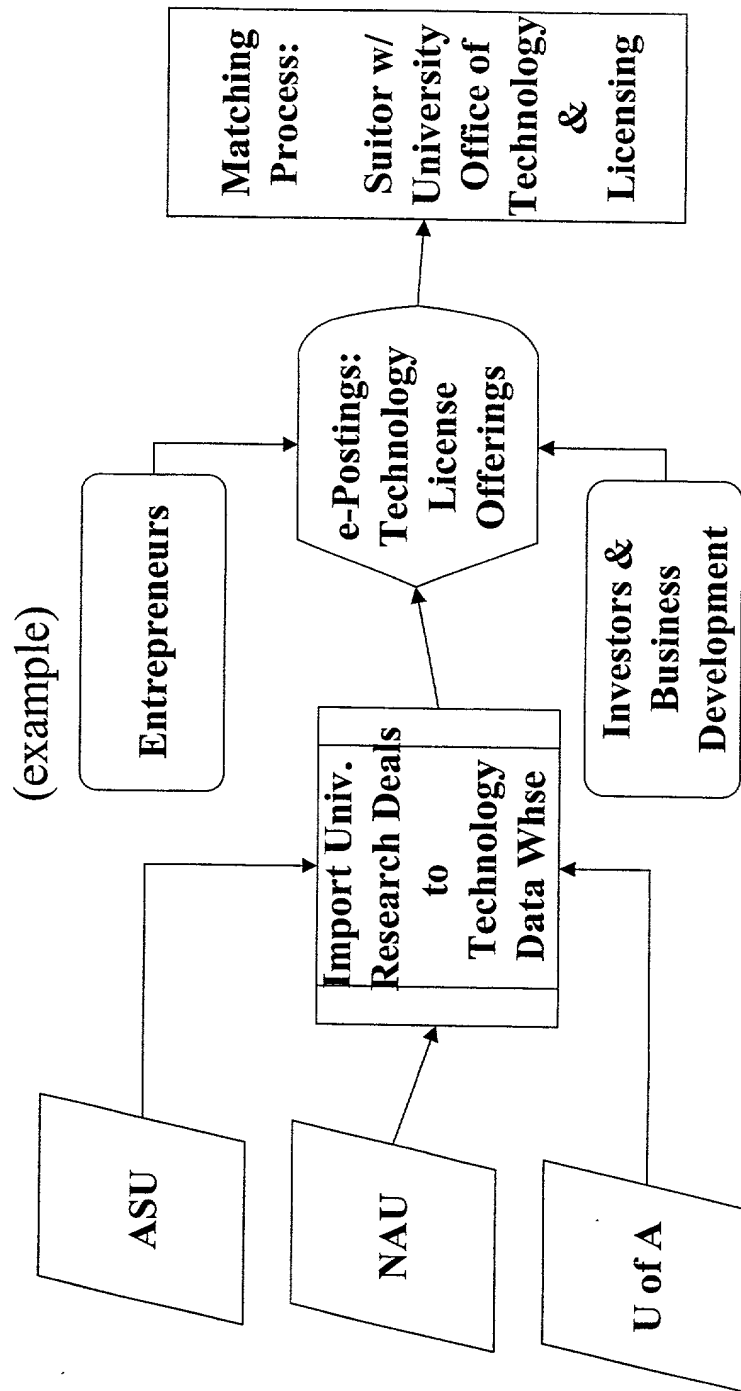 (example)
ASU
NAU
U of A
Import Univ.
Research Deals
to
Technology
Data Whse
Entrepreneurs
e-Postings:
Technology
License
Offerings
Investors &
Business
Development
Matching
Process:
Suitor w/
University
Office of
Technology
&
Licensing